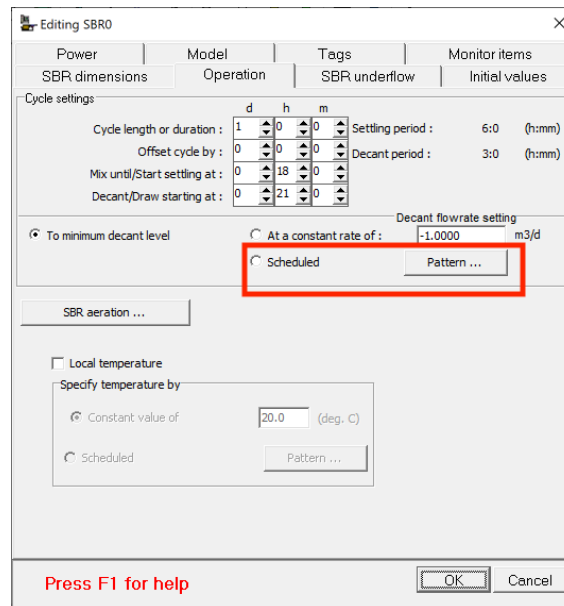 Editing SBR0
Power Model Tags Monitor items
SBR dimensions Operation SBR underflow Initial values
Cycle settings
d h m
Cycle length or duration : 1 0 0 Settling period : 6:0 (h:mm)
Offset cycle by : 0 0 0 Decant period : 3:0 (h:mm)
Mix until/Start settling at : 0 18 0
Decant/Draw starting at : 0 21 0
Decant flowrate setting
To minimum decant level At a constant rate of : -1.0000 m3/d
Scheduled Pattern ...
SBR aeration ...
Local temperature
Specify temperature by
Constant value of 20.0 (deg. C)
Scheduled Pattern ...
Press F1 for help OK Cancel